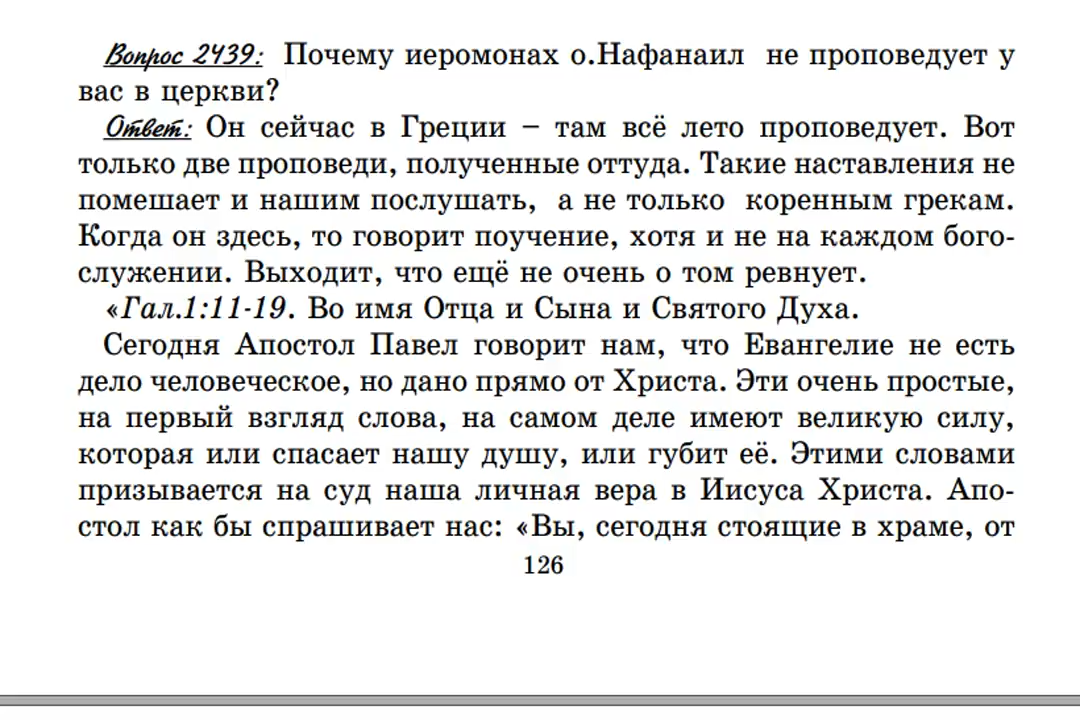 Вопрос 2439: Почему иеромонах о.Нафанаил не проповедует у
вас в церкви?
Ответ: Он сейчас в Греции – там всё лето проповедует. Вот
только две проповеди, полученные оттуда. Такие наставления не
помешает и нашим послушать, а не только коренным грекам.
Когда он здесь, то говорит поучение, хотя и не на каждом бого-
служении. Выходит, что ещё не очень о том ревнует.
«Гал.1:11-19. Во имя Отца и Сына и Святого Духа.
Сегодня Апостол Павел говорит нам, что Евангелие не есть
дело человеческое, но дано прямо от Христа. Эти очень простые,
на первый взгляд слова, на самом деле имеют великую силу,
которая или спасает нашу душу, или губит её. Этими словами
призывается на суд наша личная вера в Иисуса Христа. Апо-
стол как бы спрашивает нас: «Вы, сегодня стоящие в храме, от
126